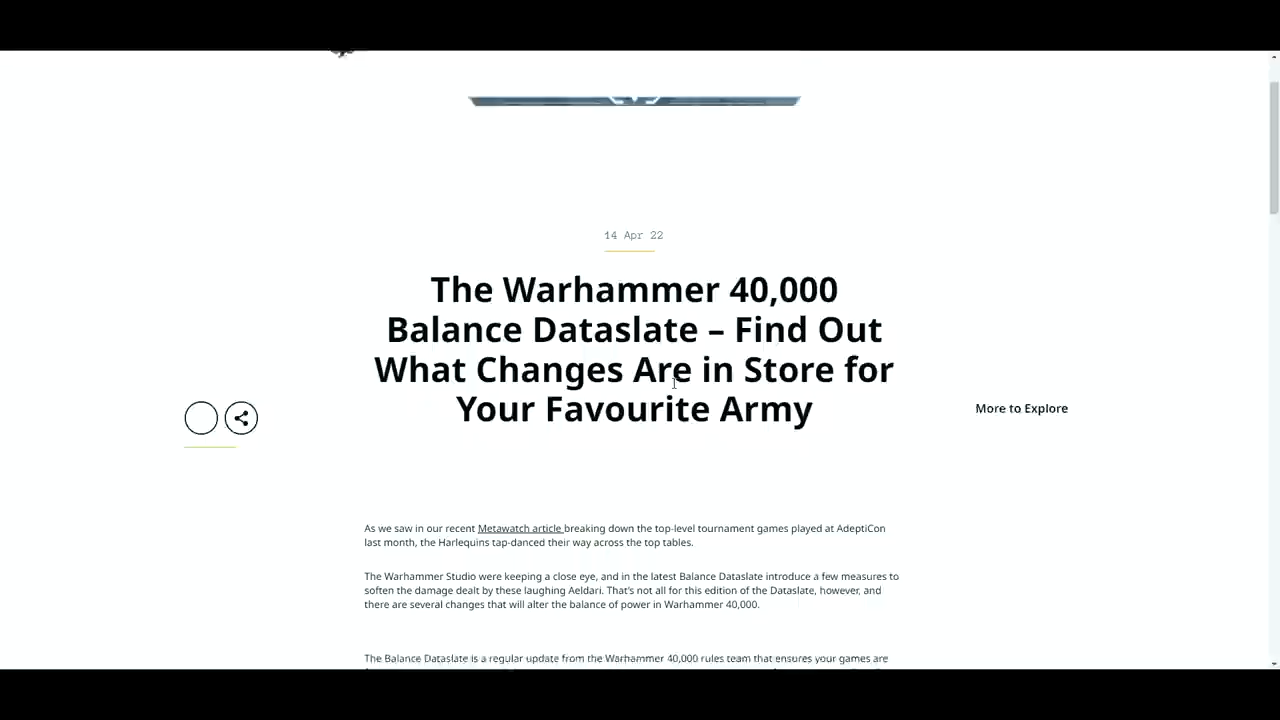 14 Apr 22
The Warhammer 40,000
Balance Dataslate – Find Out
What Changes Are in Store for
Your Favourite Army
More to Explore
As we saw in our recent Metawatch article breaking down the top-level tournament games played at AdeptiCon
last month, the Harlequins tap-danced their way across the top tables.
The Warhammer Studio were keeping a close eye, and in the latest Balance Dataslate introduce a few measures to
soften the damage dealt by these laughing Aeldari. That's not all for this edition of the Dataslate, however, and
there are several changes that will alter the balance of power in Warhammer 40,000.
The Balance Dataslate is a regular update from the Warhammer 40,000 rules team that ensures your games are